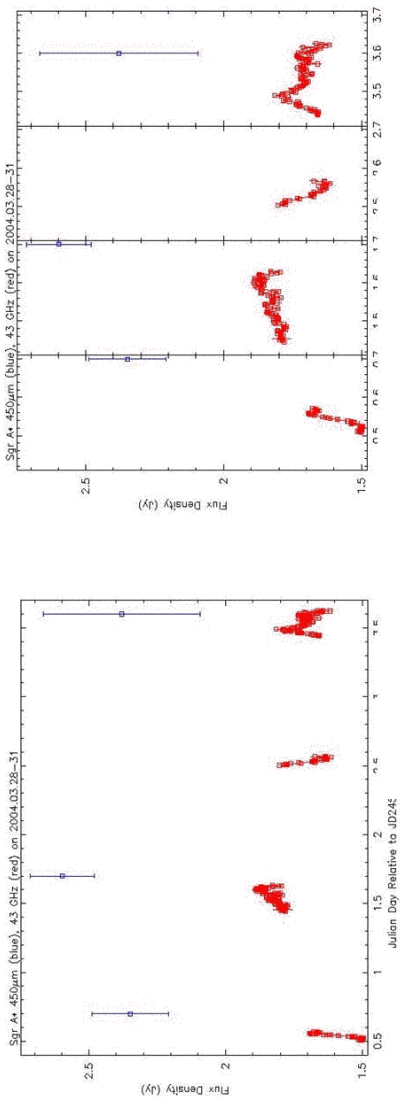 Sgr A* 450μm (blue), 43 GHz (red) on 2004.03.28-31
2.5
2
1.5
Flux Density (Jy)
0.5 1 1.5 2 2.5 3 3.5
Julian Day Relative to
Sgr A* 450μm (blue), 43 GHz (red) on 2004.03.28-31
2.5
2
1.5
Flux Density (Jy)
0.5 0.6 0.7 1.5 1.6 1.7 2.5 2.6 2.7 3.5 3.6 3.7